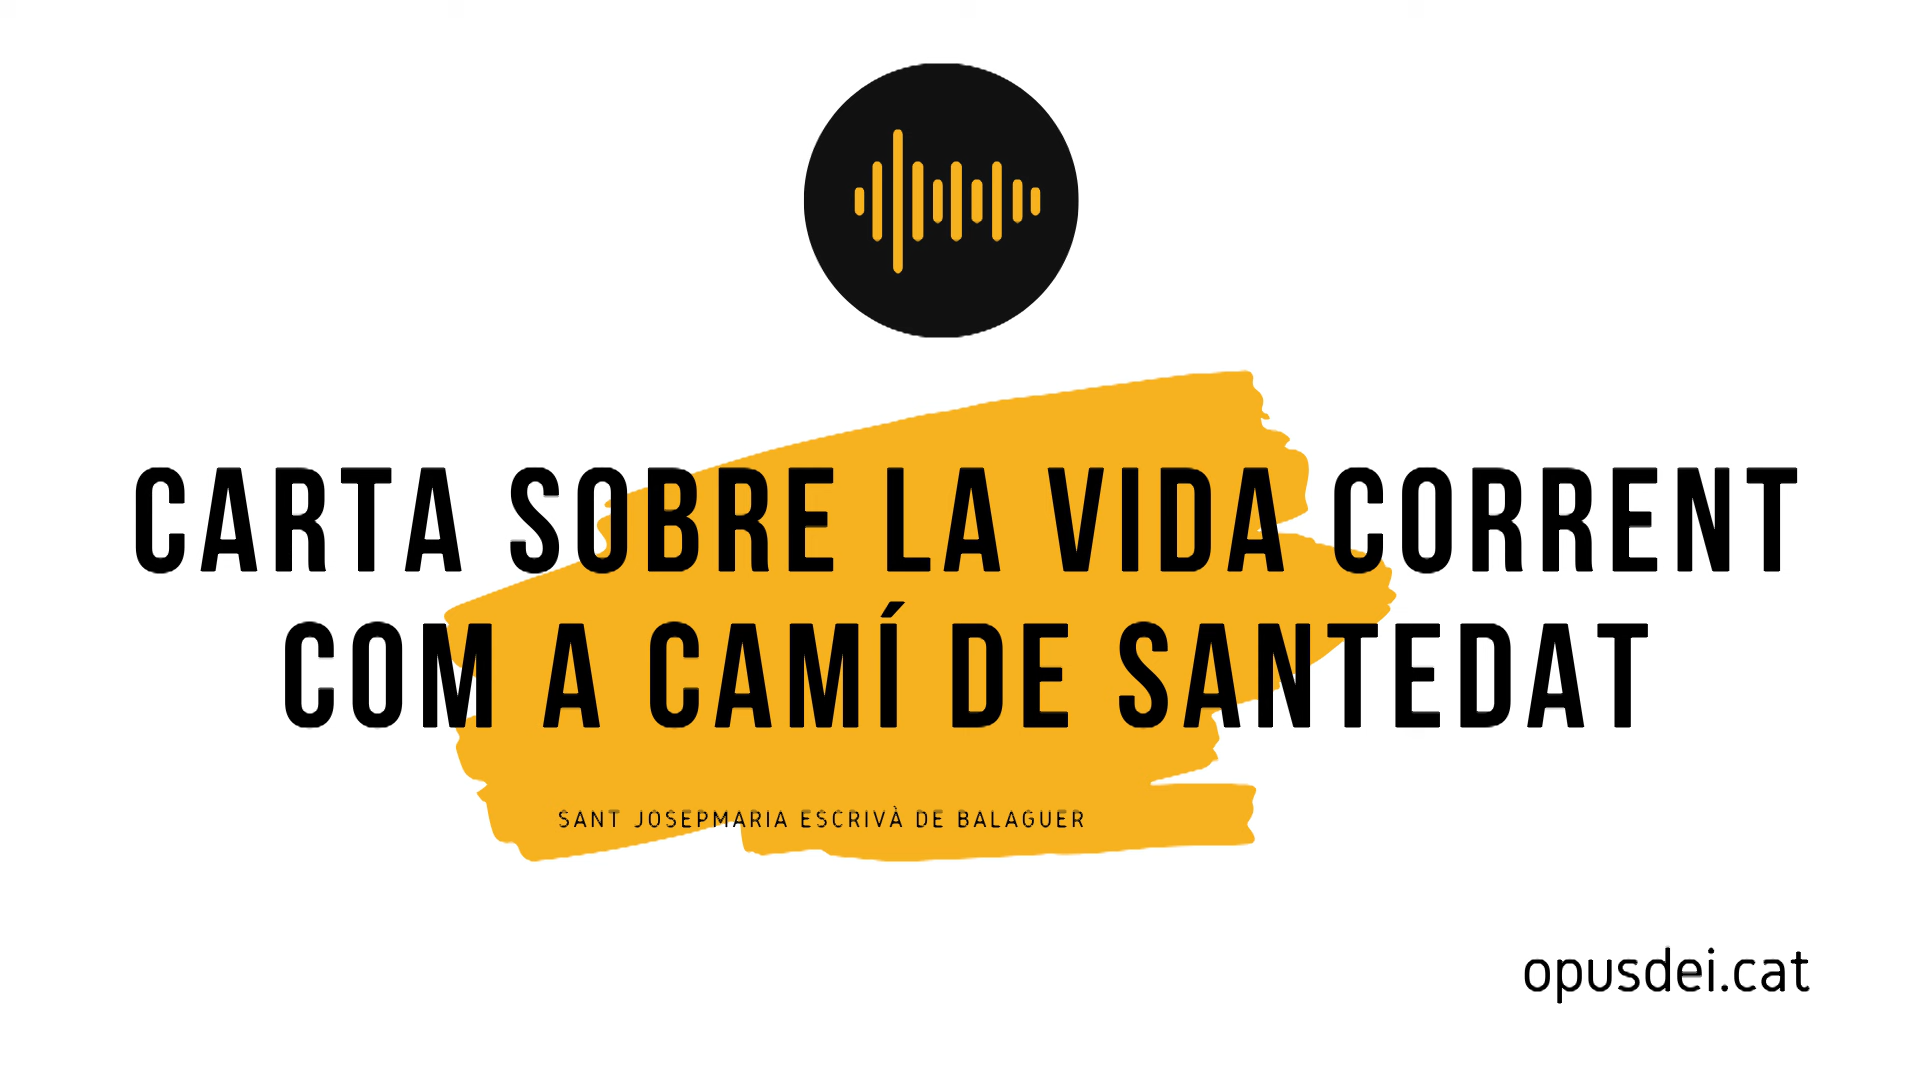 CARTA SOBRE LA VIDA CORRENT
COM A CAMÍ DE SANTEDAT
SANT JOSEPMARIA ESCRIVÀ DE BALAGUER
opusdei.cat